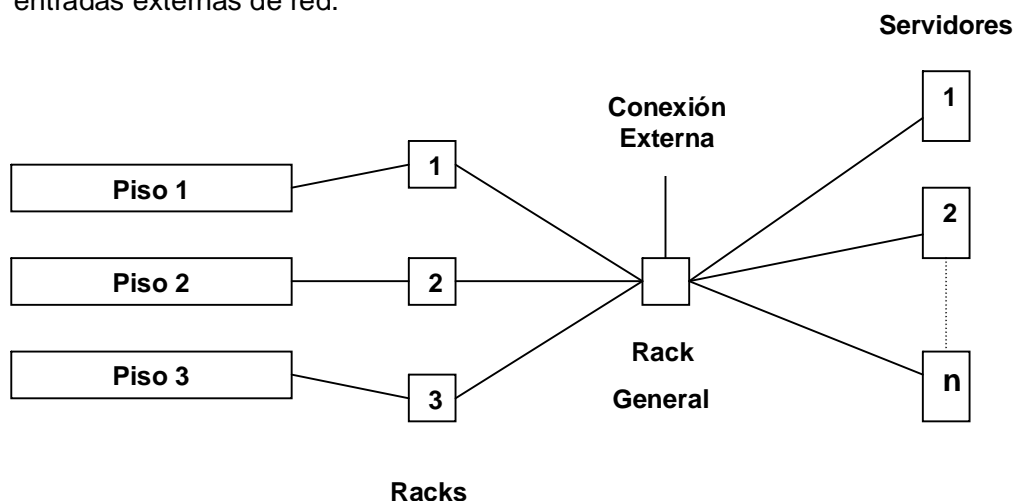 entradas externas de red.
Servidores
Conexión
Externa
1
1
Piso 1
2
Piso 2
2
Rack
General
Piso 3
3
n
Racks